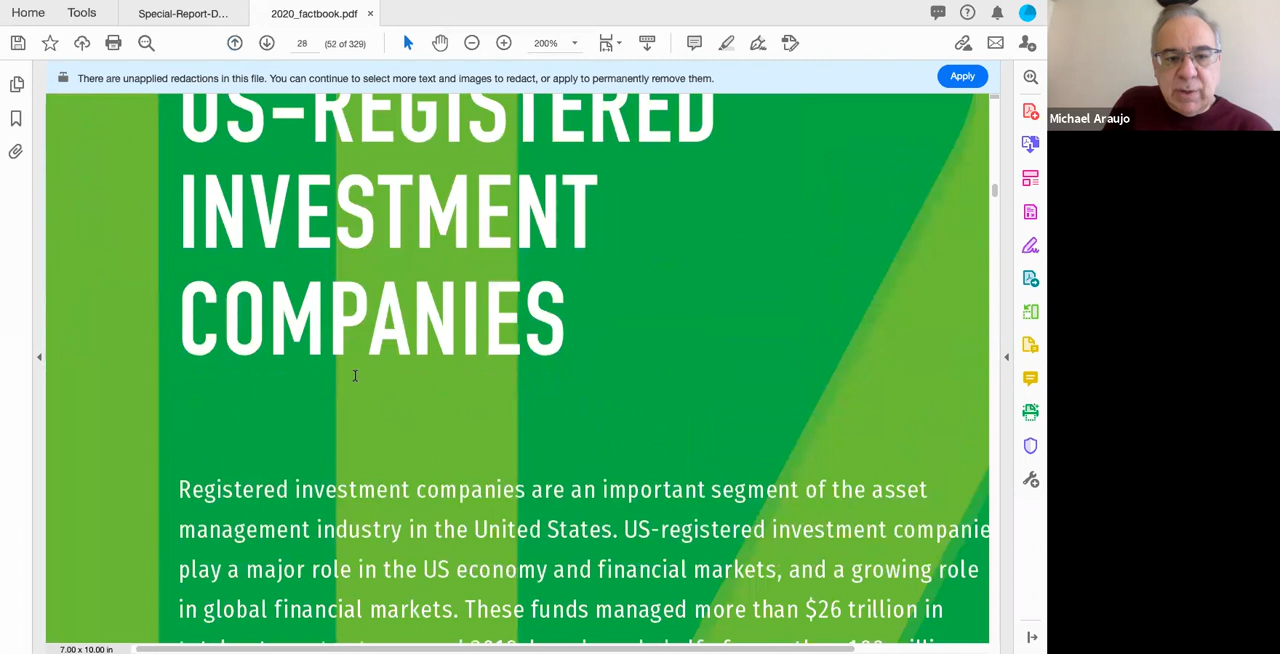 Home Tools Special-Report-D... 2020_factbook.pdf ×
28 (52 of 329) 200%
There are unapplied redactions in this file. You can continue to select more text and images to redact, or apply to permanently remove them. Apply
Michael Araujo
US-REGISTERED
INVESTMENT
COMPANIES
Registered investment companies are an important segment of the asset
management industry in the United States. US-registered investment companie
play a major role in the US economy and financial markets, and a growing role
in global financial markets. These funds managed more than $26 trillion in
7.00 x 10.00 in